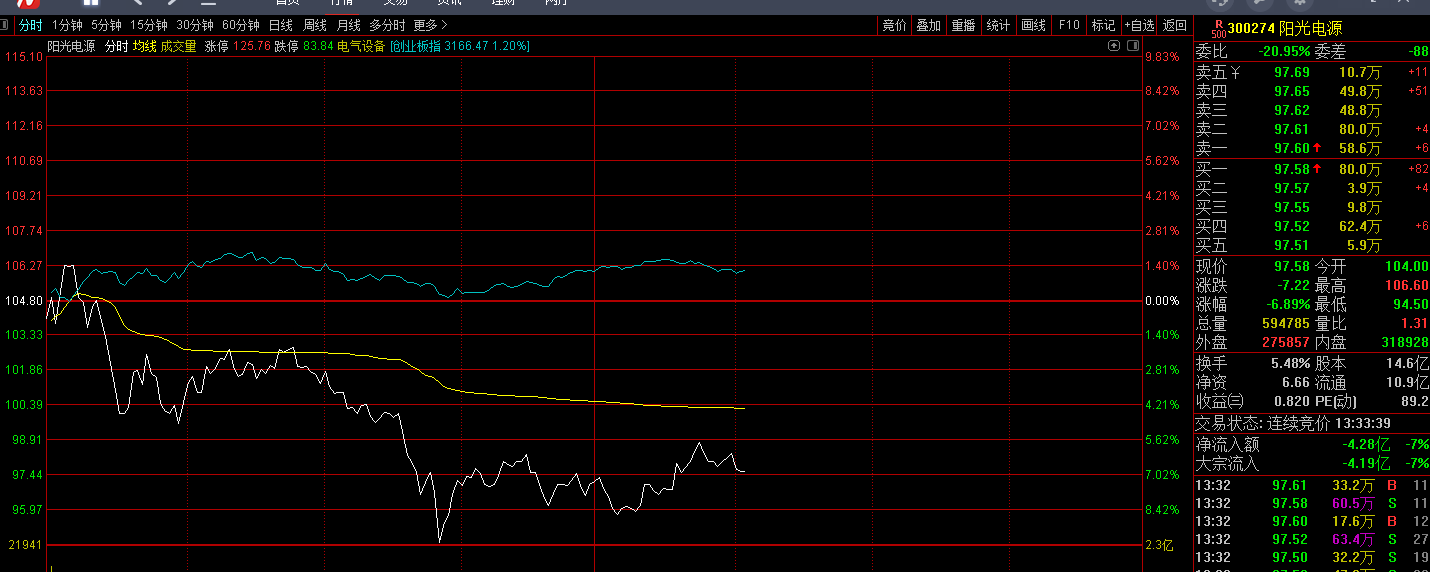 分时 1分钟 5分钟 15分钟 30分钟 60分钟 日线 周线 月线 多分时 更多 竞价 叠加 重播 统计 画线 F10 标记 +自选 返回
阳光电源 分时 均线 成交量 涨停 125.76 跌停 83.84 电气设备 [创业板指 3166.47 1.20%]
115.10 9.83%
113.63 8.42%
112.16 7.02%
110.69 5.62%
109.21 4.21%
107.74 2.81%
106.27 1.40%
104.80 0.00%
103.33 1.40%
101.86 2.81%
100.39 4.21%
98.91 5.62%
97.44 7.02%
95.97 8.42%
21941 2.3亿
R 500 300274 阳光电源
委比 -20.95% 委差 -88
卖五 ¥ 97.69 10.7万 +11
卖四 97.65 49.8万 +51
卖三 97.62 48.8万
卖二 97.61 80.0万 +4
卖一 97.60 58.6万 +6
买一 97.58 80.0万 +82
买二 97.57 3.9万 +4
买三 97.55 9.8万
买四 97.52 62.4万 +6
买五 97.51 5.9万
现价 97.58 今开 104.00
涨跌 -7.22 最高 106.60
涨幅 -6.89% 最低 94.50
总量 594785 量比 1.31
外盘 275857 内盘 318928
换手 5.48% 股本 14.6亿
净资 6.66 流通 10.9亿
收益㊂ 0.820 PE(动) 89.2
交易状态: 连续竞价 13:33:39
净流入额 -4.28亿 -7%
大宗流入 -4.19亿 -7%
13:32 97.61 33.2万 B 11
13:32 97.58 60.5万 S 11
13:32 97.60 17.6万 B 12
13:32 97.52 63.4万 S 27
13:32 97.50 32.2万 S 19